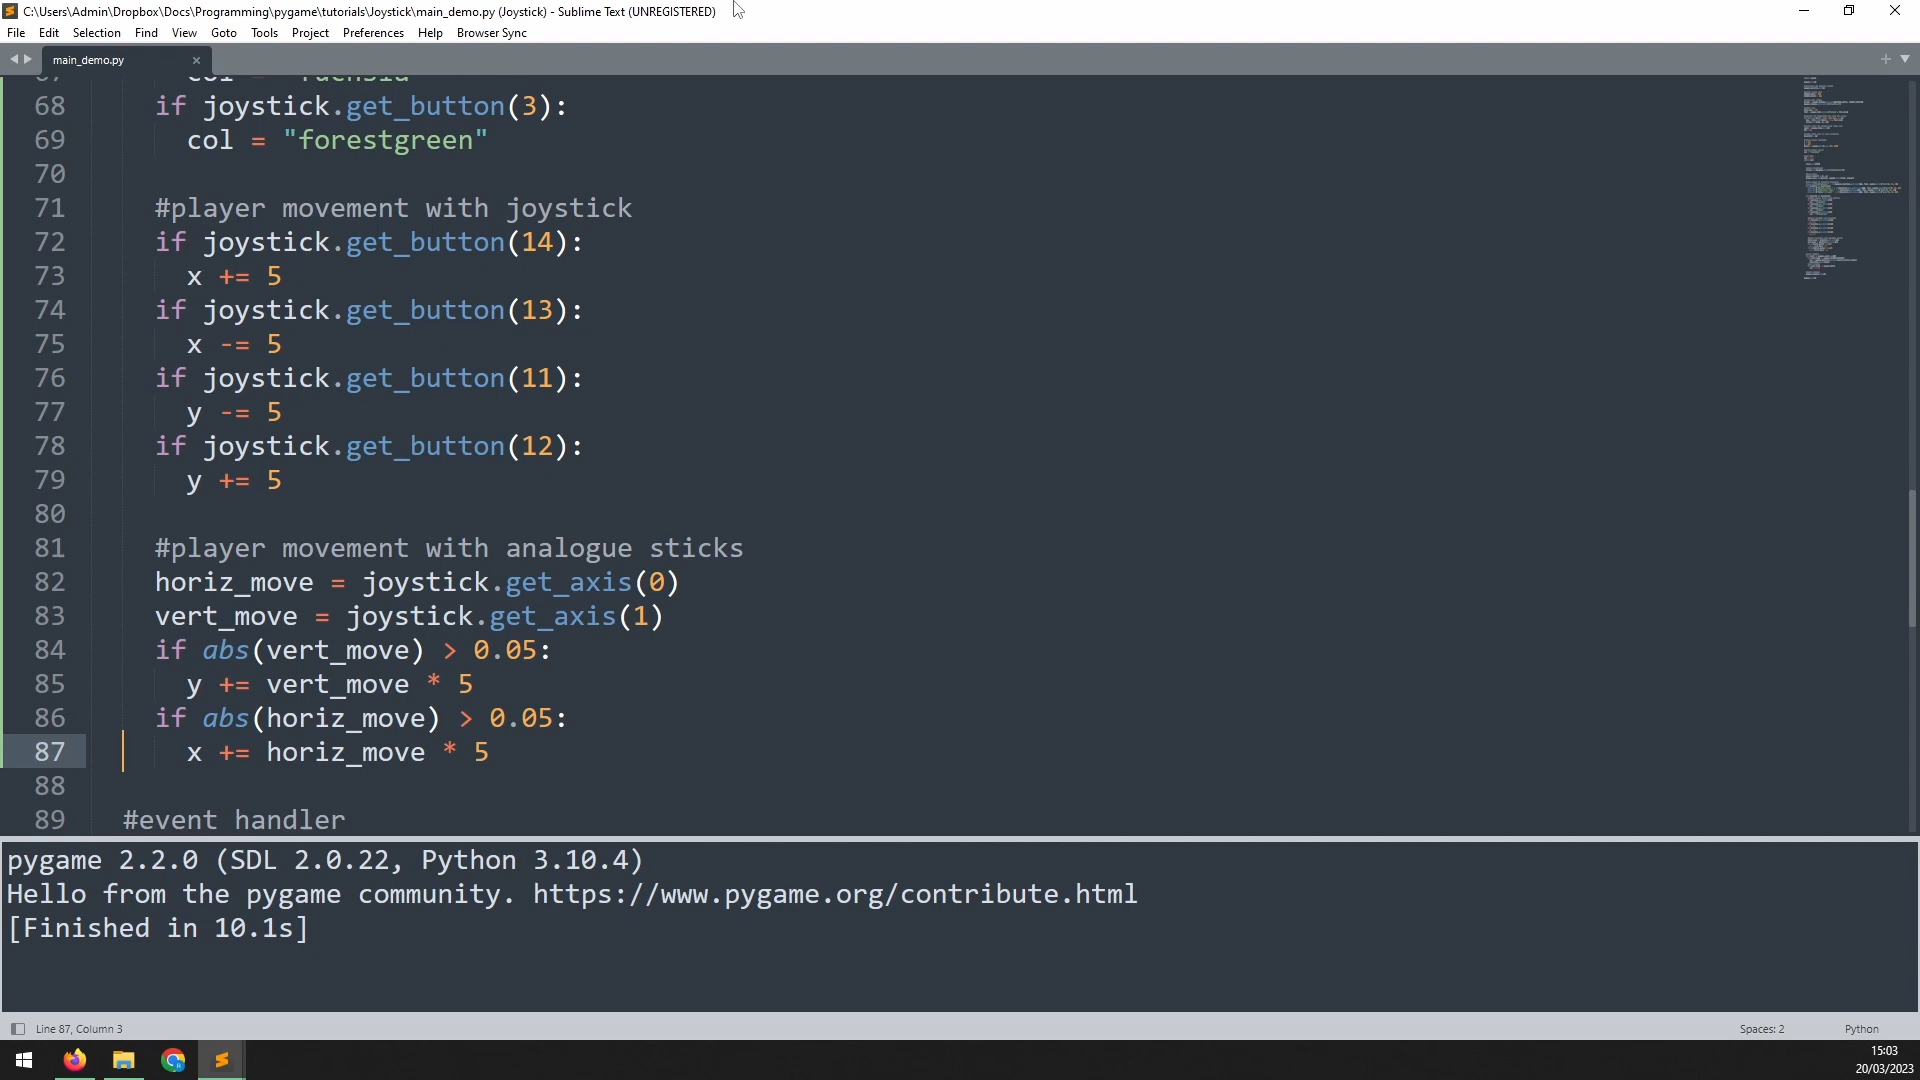 C:\Users\Admin\Dropbox\Docs\Programming\pygame\tutorials\Joystick\main_demo.py (Joystick) - Sublime Text (UNREGISTERED)
File Edit Selection Find View Goto Tools Project Preferences Help Browser Sync
main_demo.py
68 if joystick.get_button(3):
69 col = "forestgreen"
70
71 #player movement with joystick
72 if joystick.get_button(14):
73 x += 5
74 if joystick.get_button(13):
75 x -= 5
76 if joystick.get_button(11):
77 y -= 5
78 if joystick.get_button(12):
79 y += 5
80
81 #player movement with analogue sticks
82 horiz_move = joystick.get_axis(0)
83 vert_move = joystick.get_axis(1)
84 if abs(vert_move) > 0.05:
85 y += vert_move * 5
86 if abs(horiz_move) > 0.05:
87 x += horiz_move * 5
88
89 #event handler
pygame 2.2.0 (SDL 2.0.22, Python 3.10.4)
Hello from the pygame community. https://www.pygame.org/contribute.html
[Finished in 10.1s]
Line 87, Column 3
Spaces: 2
Python
15:03
20/03/2023